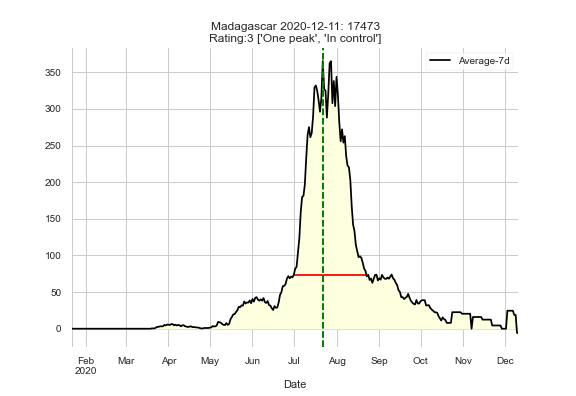 Madagascar 2020-12-11: 17473
Rating:3 ['One peak', 'In control']
Average-7d
350
300
250
200
150
100
50
0
Feb Mar Apr May Jun Jul Aug Sep Oct Nov Dec
2020
Date